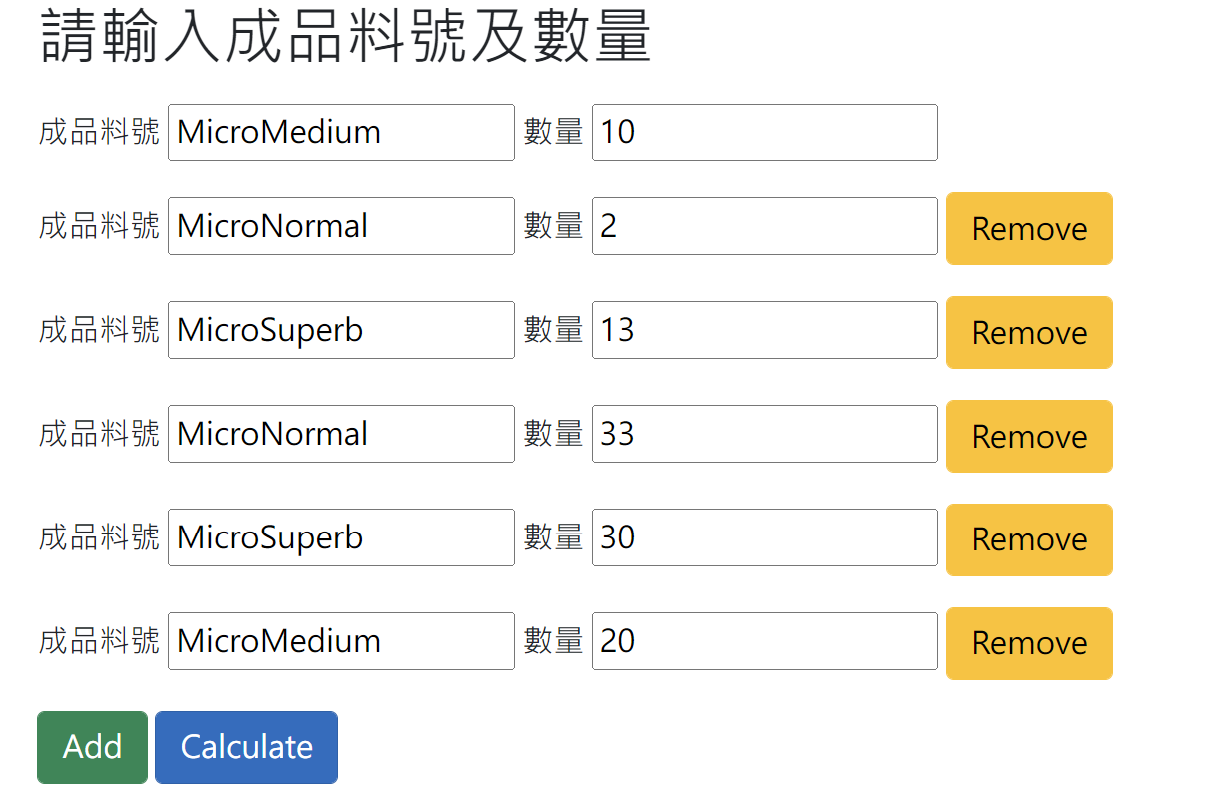 請輸入成品料號及數量
成品料號 MicroMedium 數量 10
成品料號 MicroNormal 數量 2 Remove
成品料號 MicroSuperb 數量 13 Remove
成品料號 MicroNormal 數量 33 Remove
成品料號 MicroSuperb 數量 30 Remove
成品料號 MicroMedium 數量 20 Remove
Add Calculate